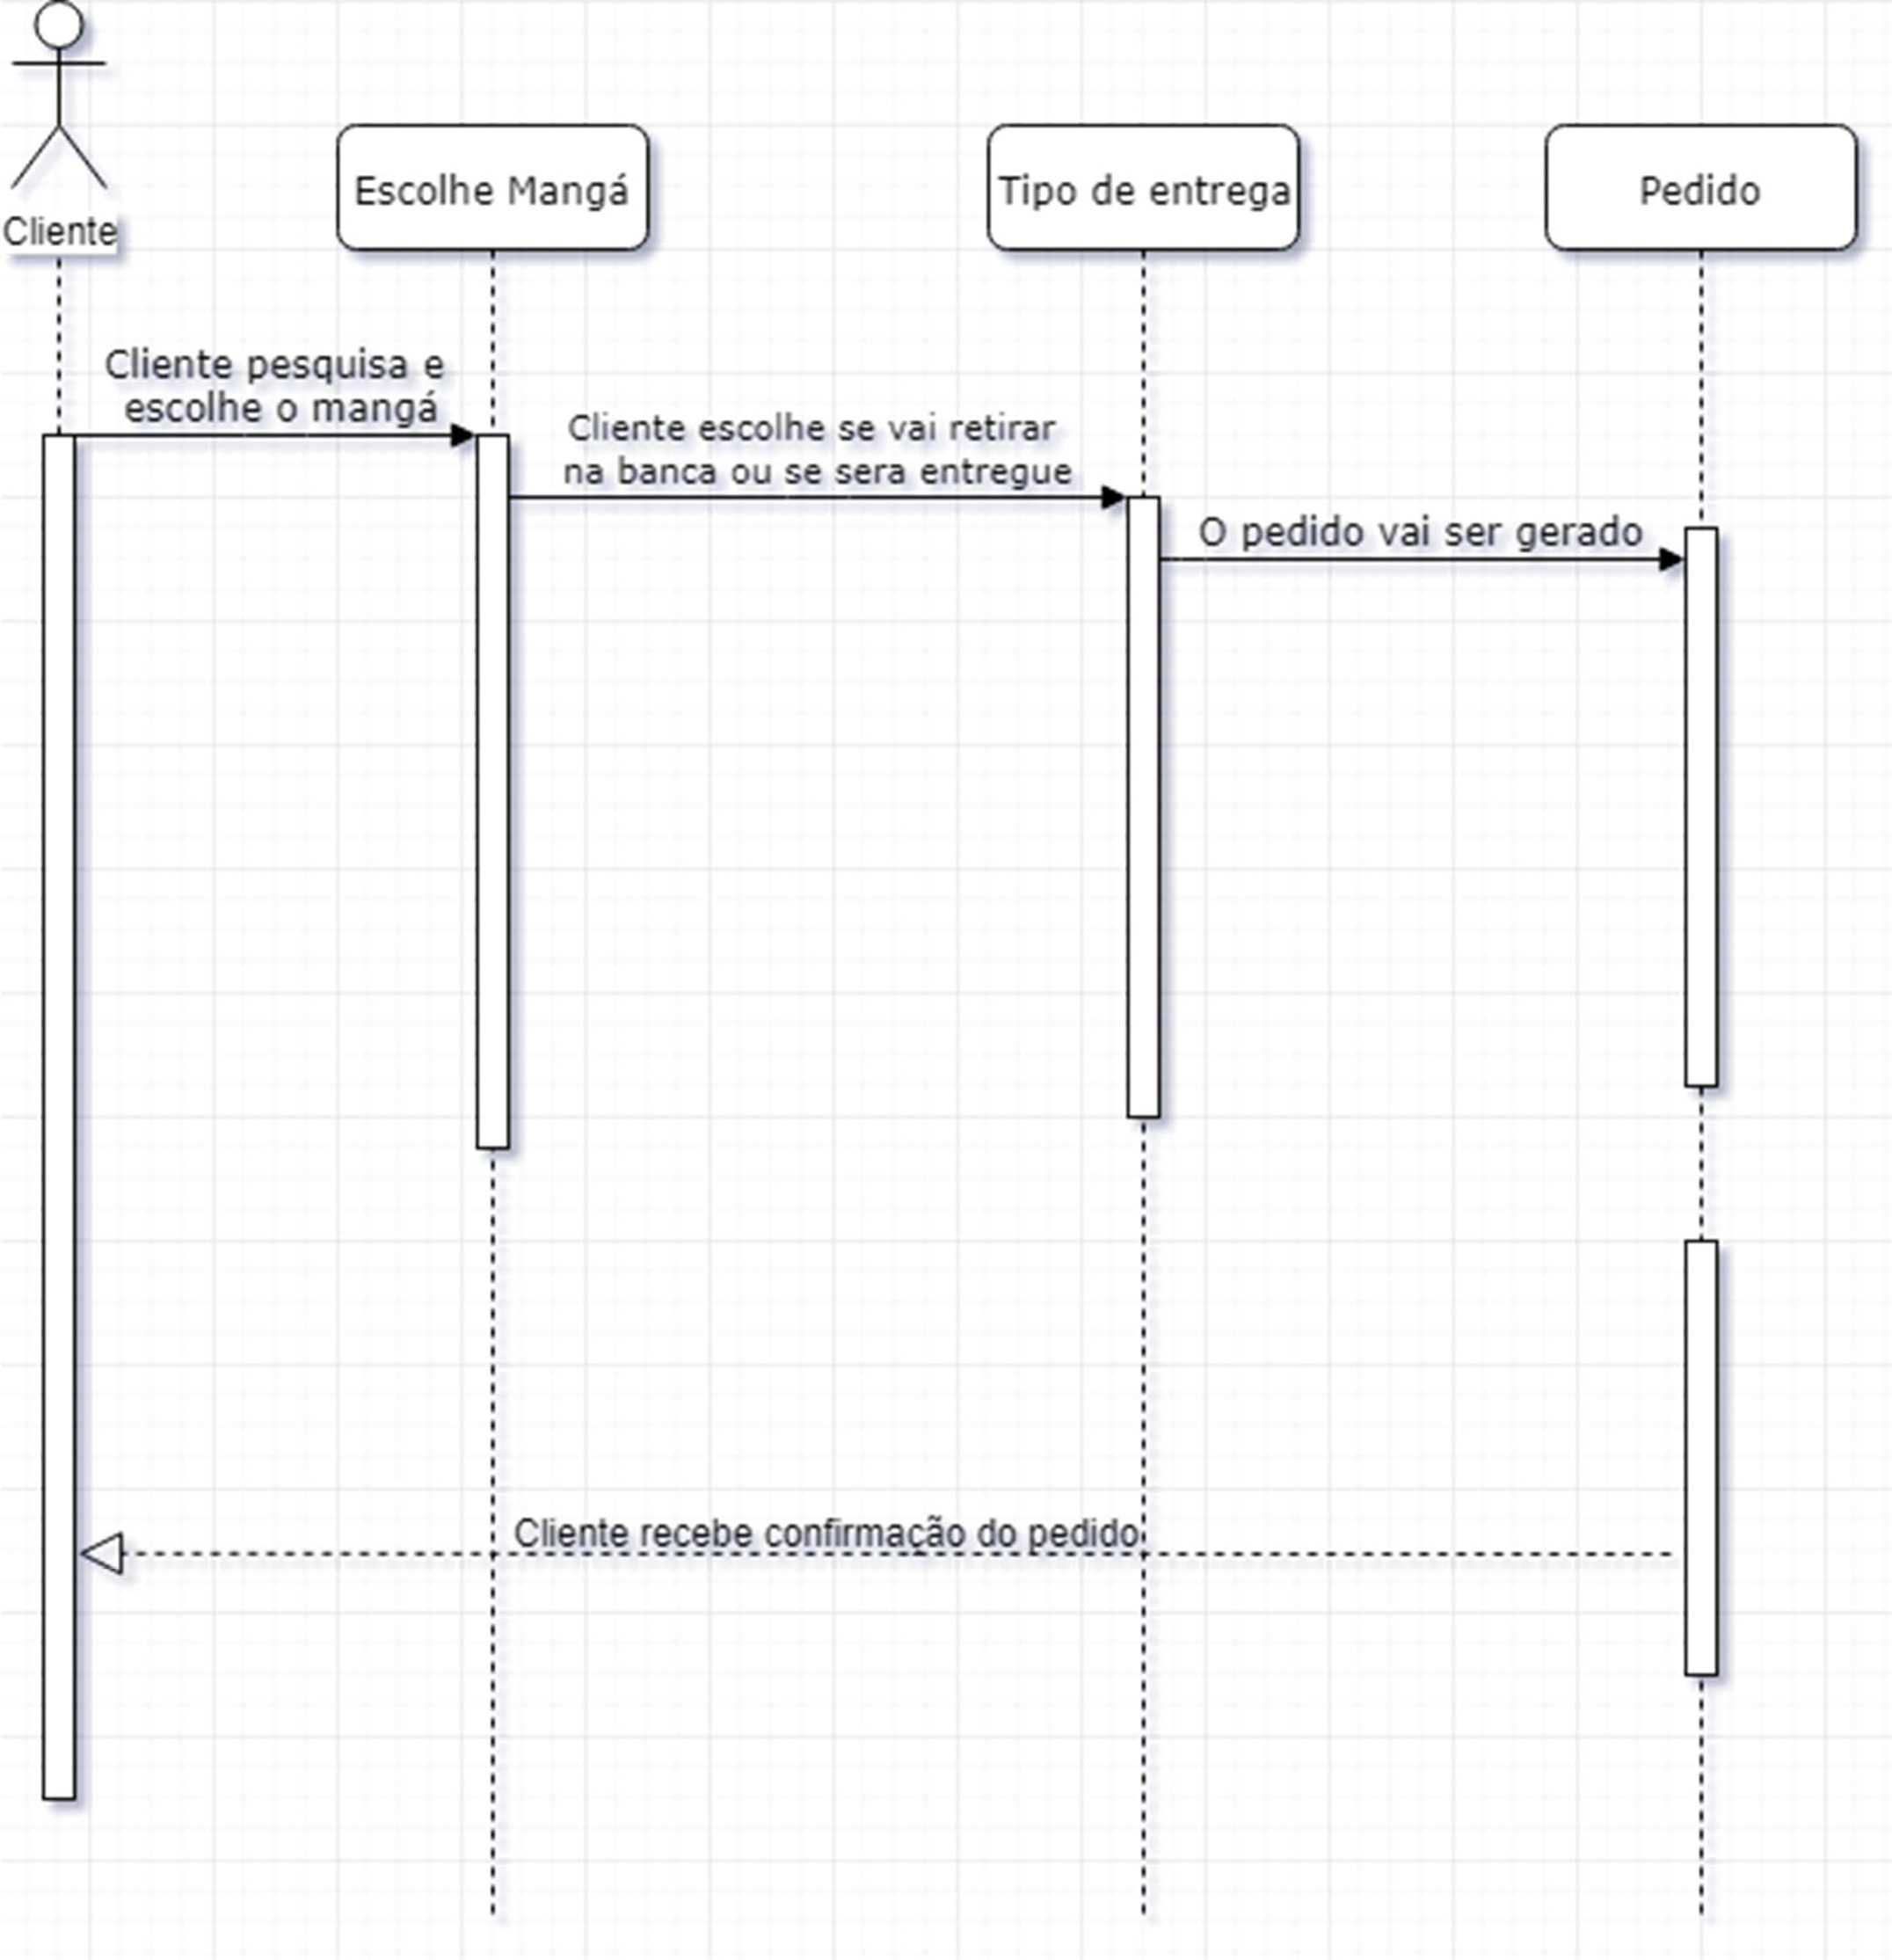 Cliente
Escolhe Mangá
Tipo de entrega
Pedido
Cliente pesquisa e
escolhe o mangá
Cliente escolhe se vai retirar
na banca ou se sera entregue
O pedido vai ser gerado
Cliente recebe confirmação do pedido